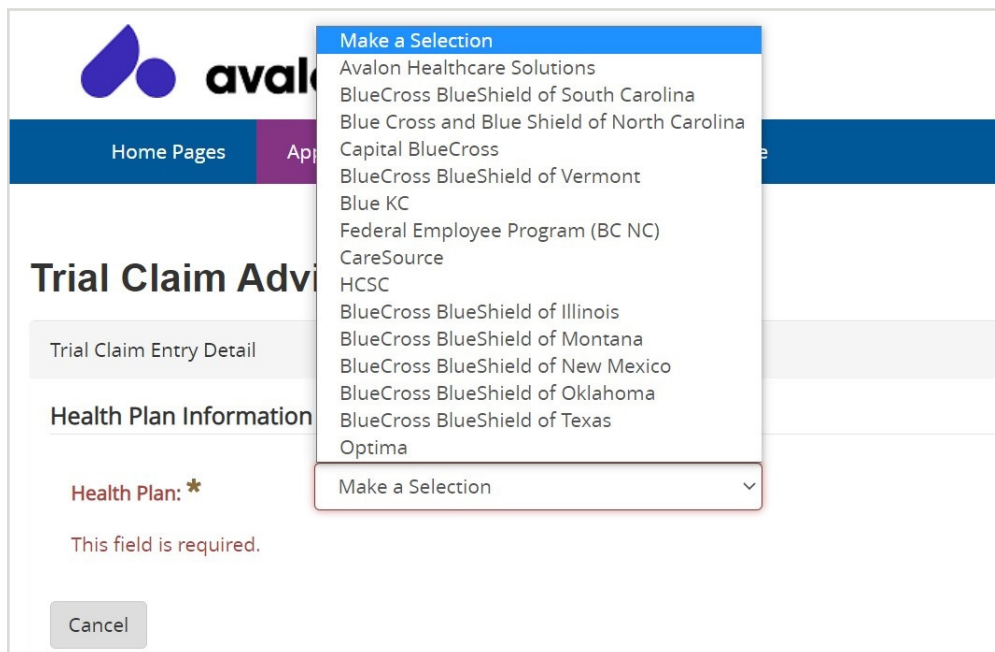 avalo
Home Pages
App
e
Make a Selection
Avalon Healthcare Solutions
BlueCross BlueShield of South Carolina
Blue Cross and Blue Shield of North Carolina
Capital BlueCross
BlueCross BlueShield of Vermont
Blue KC
Federal Employee Program (BC NC)
CareSource
HCSC
BlueCross BlueShield of Illinois
BlueCross BlueShield of Montana
BlueCross BlueShield of New Mexico
BlueCross BlueShield of Oklahoma
BlueCross BlueShield of Texas
Optima
Trial Claim Advi
Trial Claim Entry Detail
Health Plan Information
Health Plan: *
Make a Selection
This field is required.
Cancel